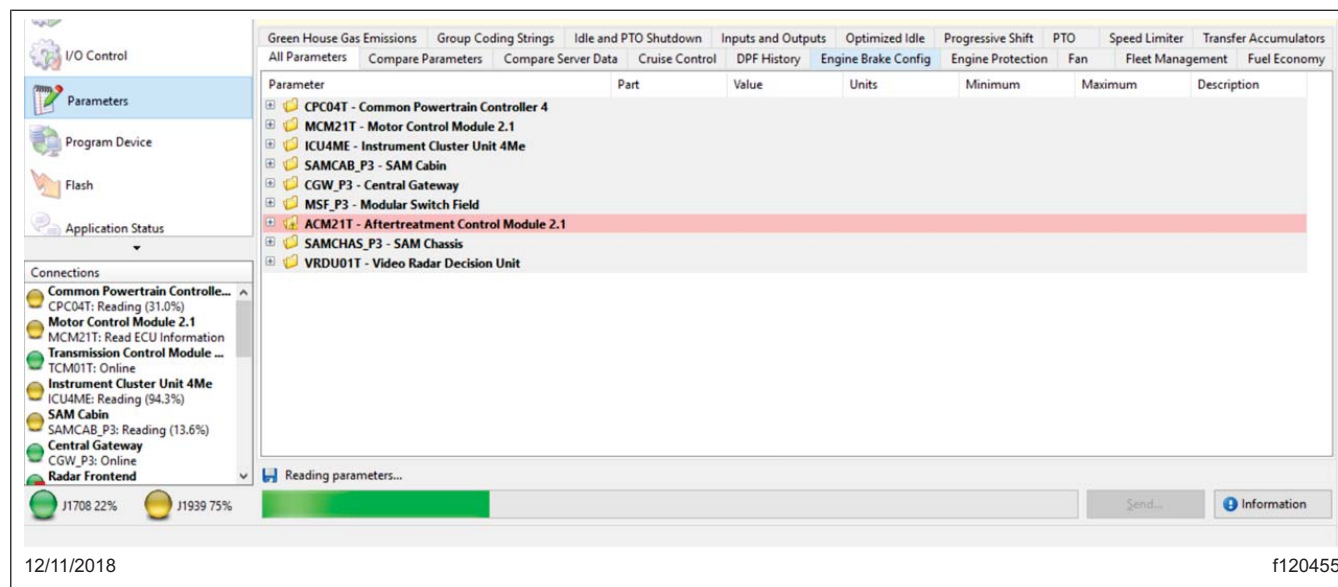 I/O Control
Parameters
Program Device
Flash
Application Status
Connections
Common Powertrain Controlle...
CPC04T: Reading (31.0%)
Motor Control Module 2.1
MCM21T: Read ECU Information
Transmission Control Module ...
TCM01T: Online
Instrument Cluster Unit 4Me
ICU4ME: Reading (94.3%)
SAM Cabin
SAMCAB_P3: Reading (13.6%)
Central Gateway
CGW_P3: Online
Radar Frontend
J1708 22% J1939 75%
Green House Gas Emissions Group Coding Strings Idle and PTO Shutdown Inputs and Outputs Optimized Idle Progressive Shift PTO Speed Limiter Transfer Accumulators
All Parameters Compare Parameters Compare Server Data Cruise Control DPF History Engine Brake Config Engine Protection Fan Fleet Management Fuel Economy
Parameter Part Value Units Minimum Maximum Description
CPC04T - Common Powertrain Controller 4
MCM21T - Motor Control Module 2.1
ICU4ME - Instrument Cluster Unit 4Me
SAMCAB_P3 - SAM Cabin
CGW_P3 - Central Gateway
MSF_P3 - Modular Switch Field
ACM21T - Aftertreatment Control Module 2.1
SAMCHAS_P3 - SAM Chassis
VRDU01T - Video Radar Decision Unit
Reading parameters...
Send... Information
12/11/2018 f120455